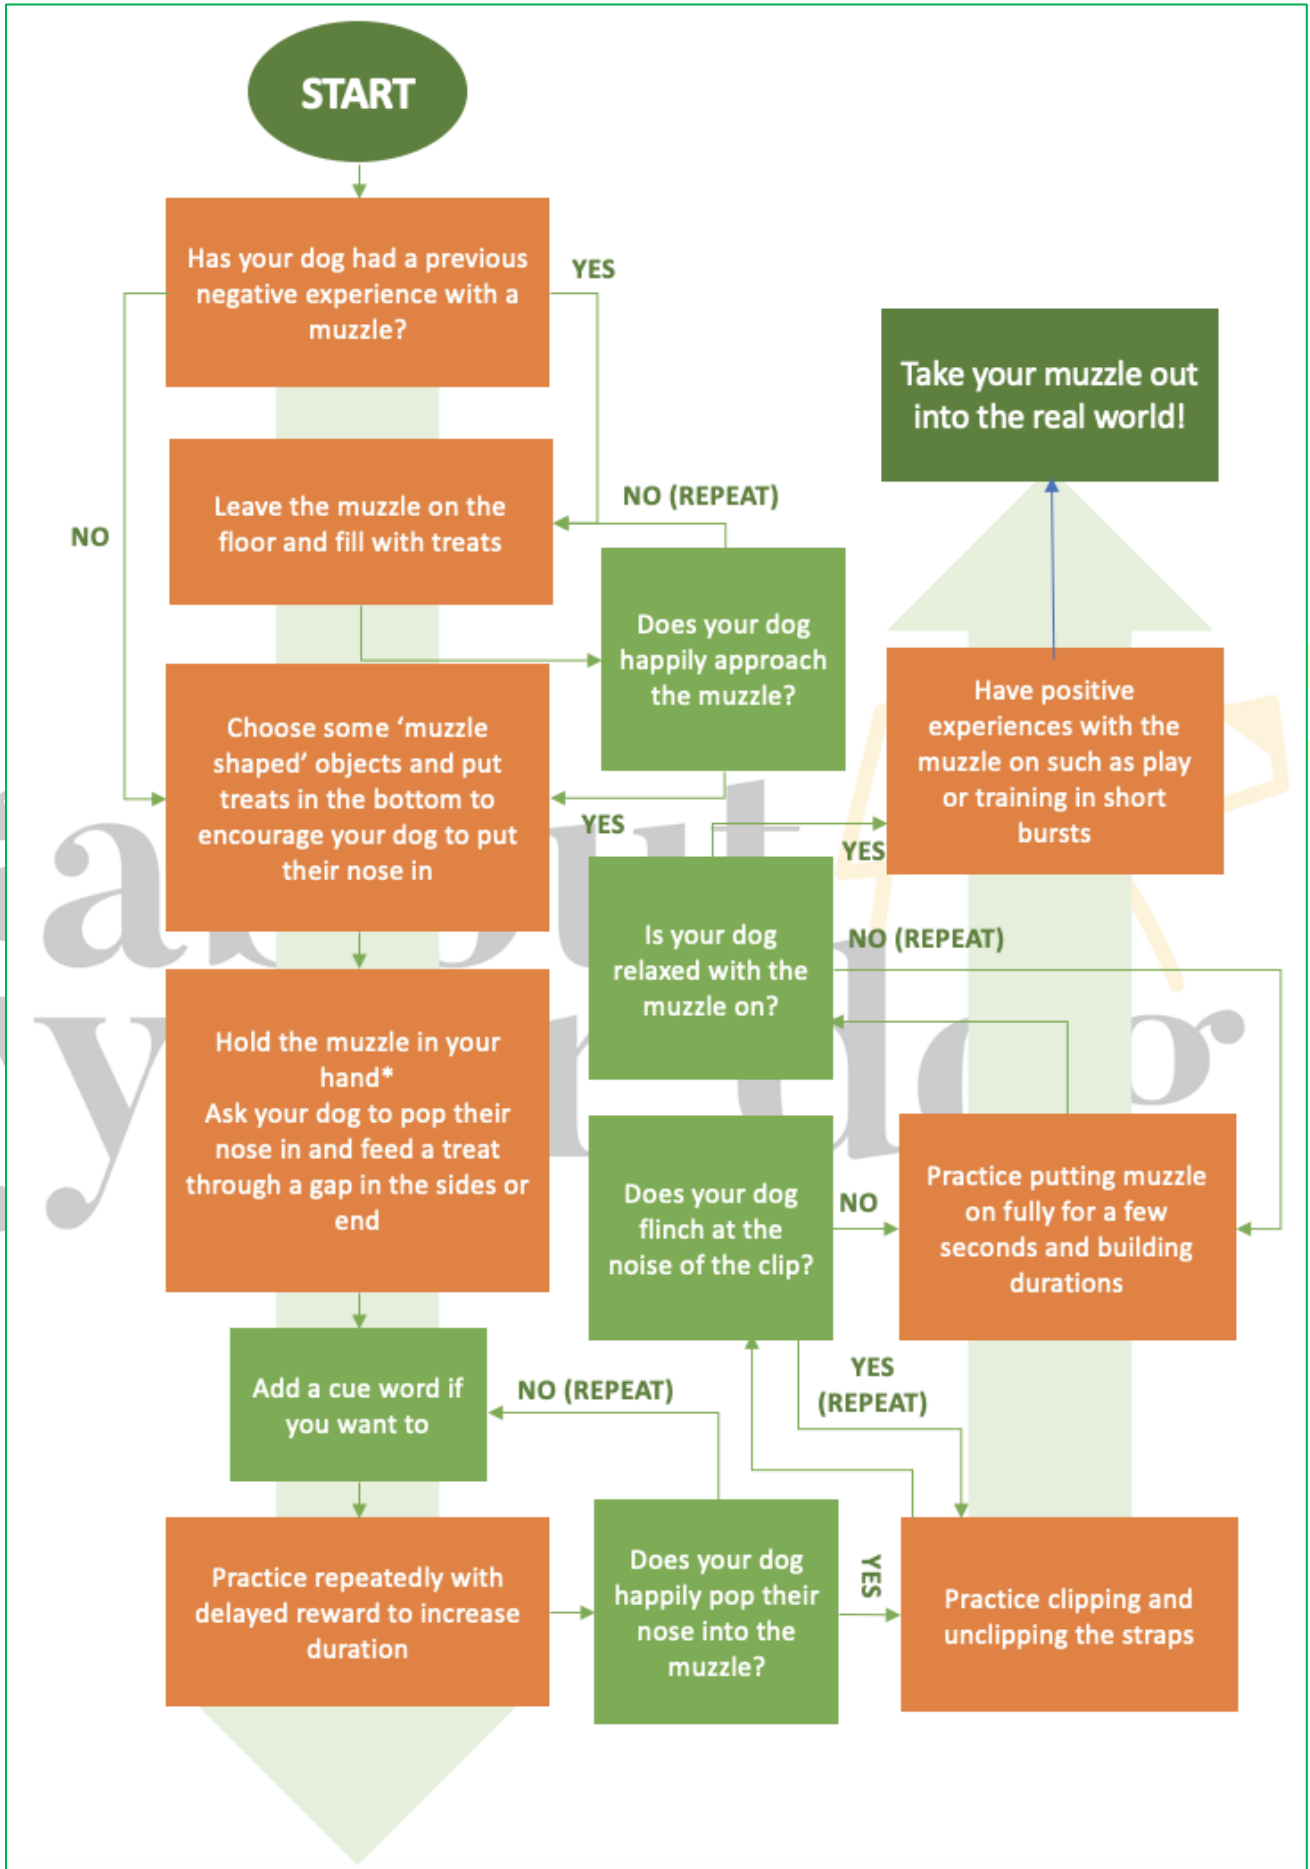 START
Has your dog had a previous
negative experience with a
muzzle?
YES
NO
Leave the muzzle on the
floor and fill with treats
NO (REPEAT)
Does your dog
happily approach
the muzzle?
YES
Choose some ‘muzzle
shaped’ objects and put
treats in the bottom to
encourage your dog to put
their nose in
Hold the muzzle in your
hand*
Ask your dog to pop their
nose in and feed a treat
through a gap in the sides or
end
Add a cue word if
you want to
NO (REPEAT)
Practice repeatedly with
delayed reward to increase
duration
Does your dog
happily pop their
nose into the
muzzle?
YES
Practice clipping and
unclipping the straps
YES
(REPEAT)
Does your dog
flinch at the
noise of the clip?
NO
Practice putting muzzle
on fully for a few
seconds and building
durations
Is your dog
relaxed with the
muzzle on?
NO (REPEAT)
YES
Have positive
experiences with the
muzzle on such as play
or training in short
bursts
Take your muzzle out
into the real world!